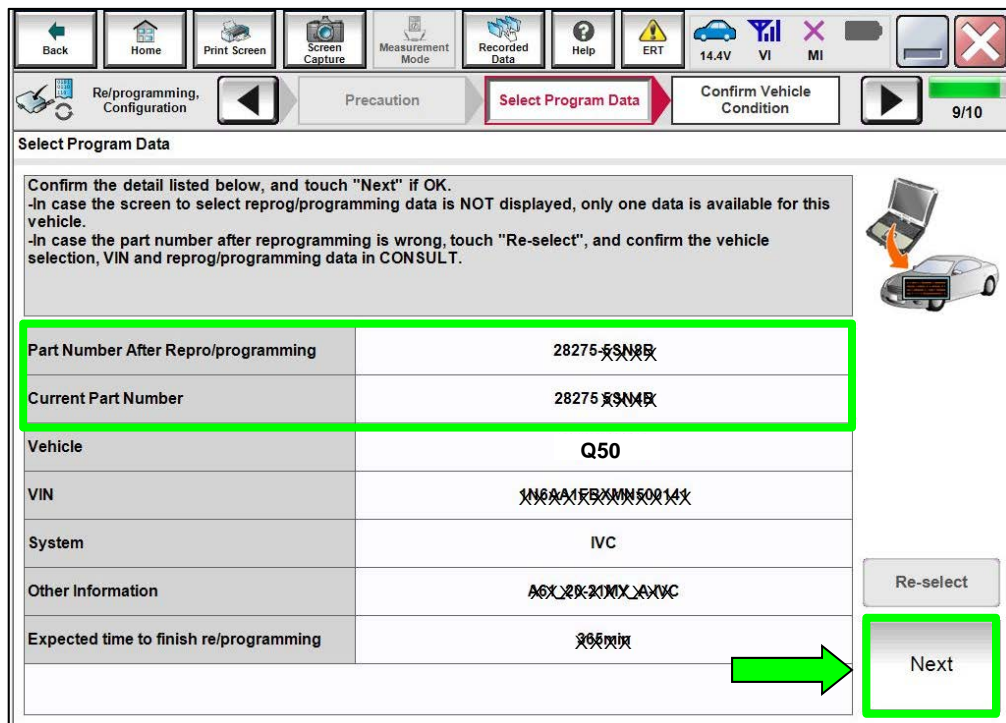 Back
Home
Print Screen
Screen
Capture
Measurement
Mode
Recorded
Data
Help
ERT
14.4V
VI
MI
Re/programming,
Configuration
Precaution
Select Program Data
Confirm Vehicle
Condition
9/10
Select Program Data
Confirm the detail listed below, and touch "Next" if OK.
-In case the screen to select reprog/programming data is NOT displayed, only one data is available for this
vehicle.
-In case the part number after reprogramming is wrong, touch "Re-select", and confirm the vehicle
selection, VIN and reprog/programming data in CONSULT.
Part Number After Repro/programming
28275-
Current Part Number
28275
Vehicle
Q50
VIN
System
IVC
Other Information
Expected time to finish re/programming
Re-select
Next